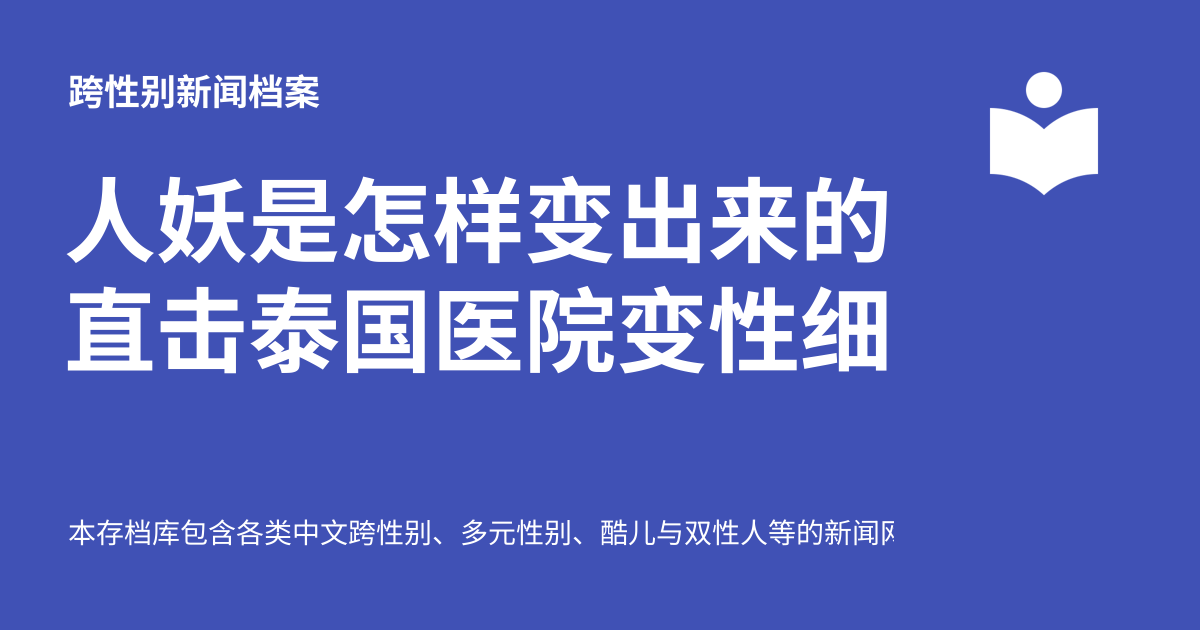 跨性别新闻档案
人妖是怎样变出来的
直击泰国医院变性细
本存档库包含各类中文跨性别、多元性别、酷儿与双性人等的新闻